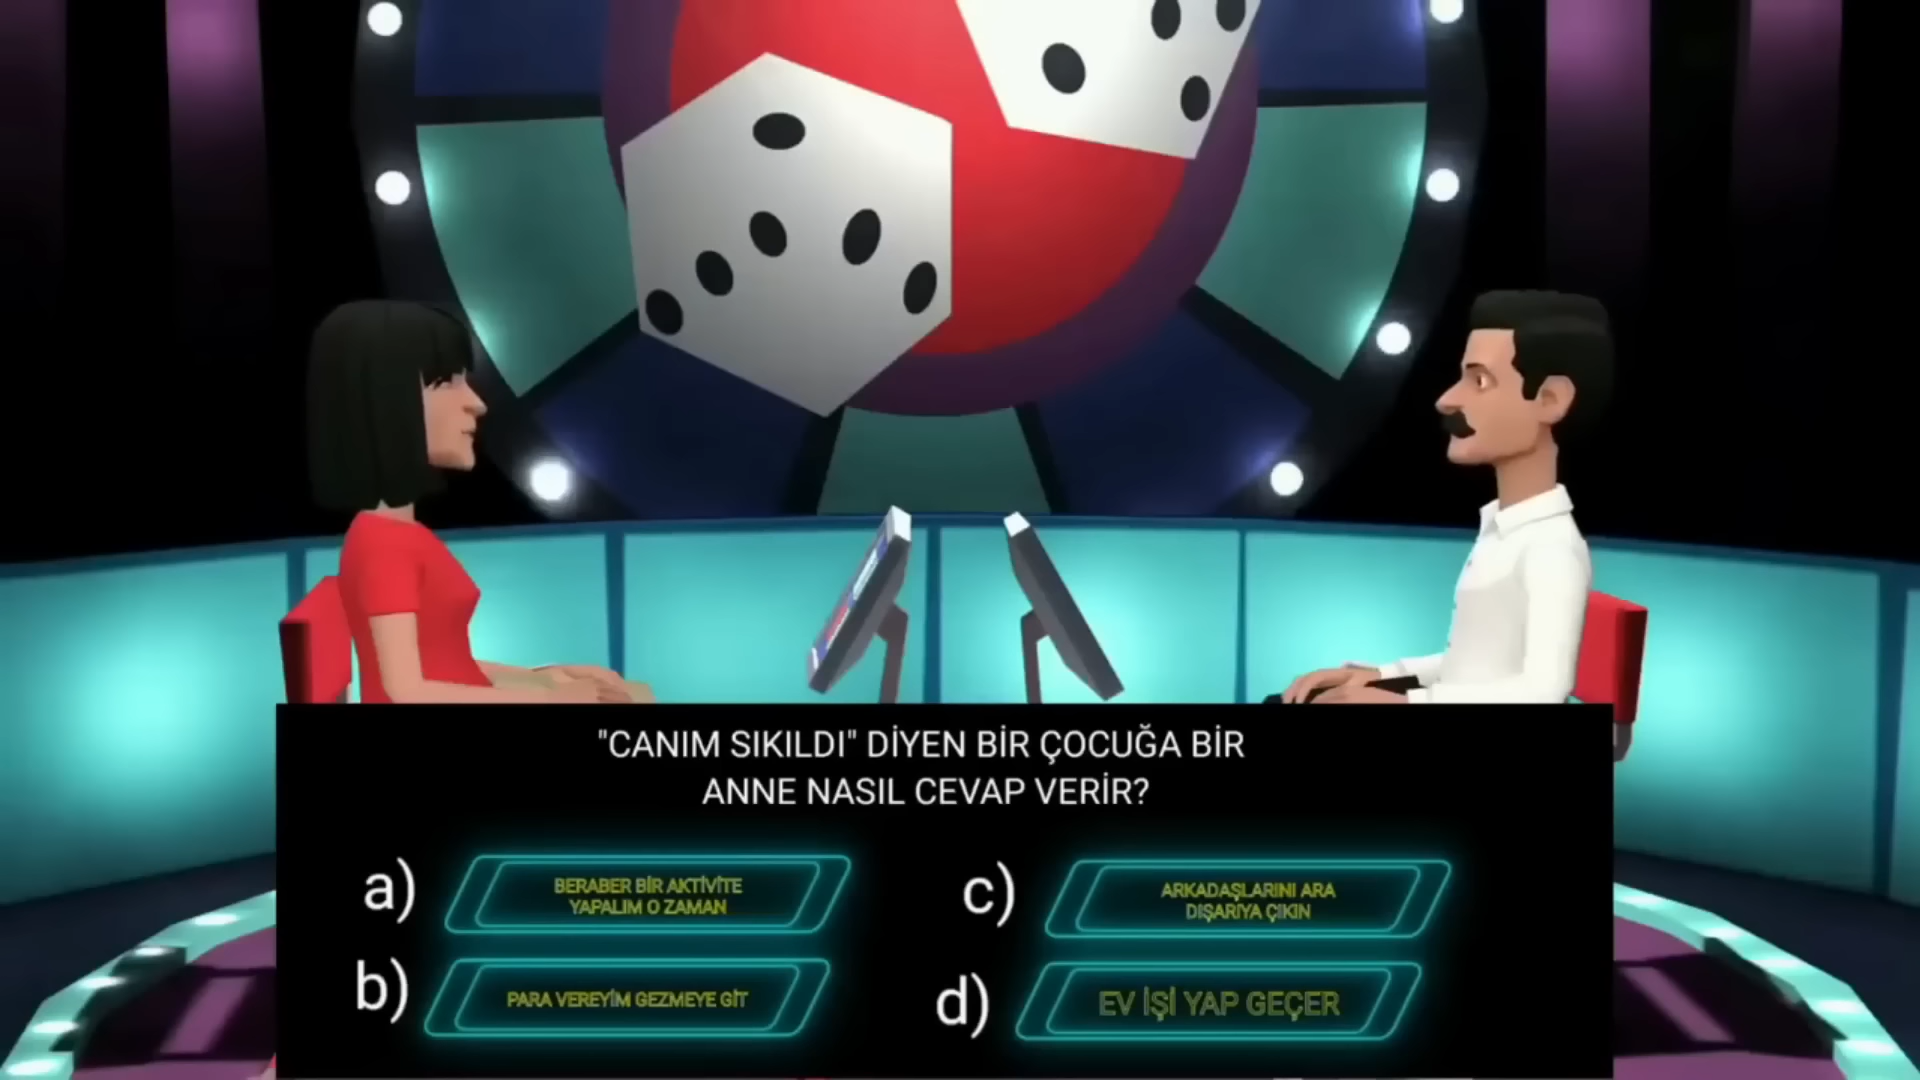 "CANIM SIKILDI" DİYEN BİR ÇOCUĞA BİR
ANNE NASIL CEVAP VERİR?
a) BERABER BİR AKTİVİTE
YAPALIM O ZAMAN
b) PARA VEREYİM GEZMEYE GİT
c) ARKADAŞLARINI ARA
DIŞARIYA ÇIKIN
d) EV İŞİ YAP GEÇER